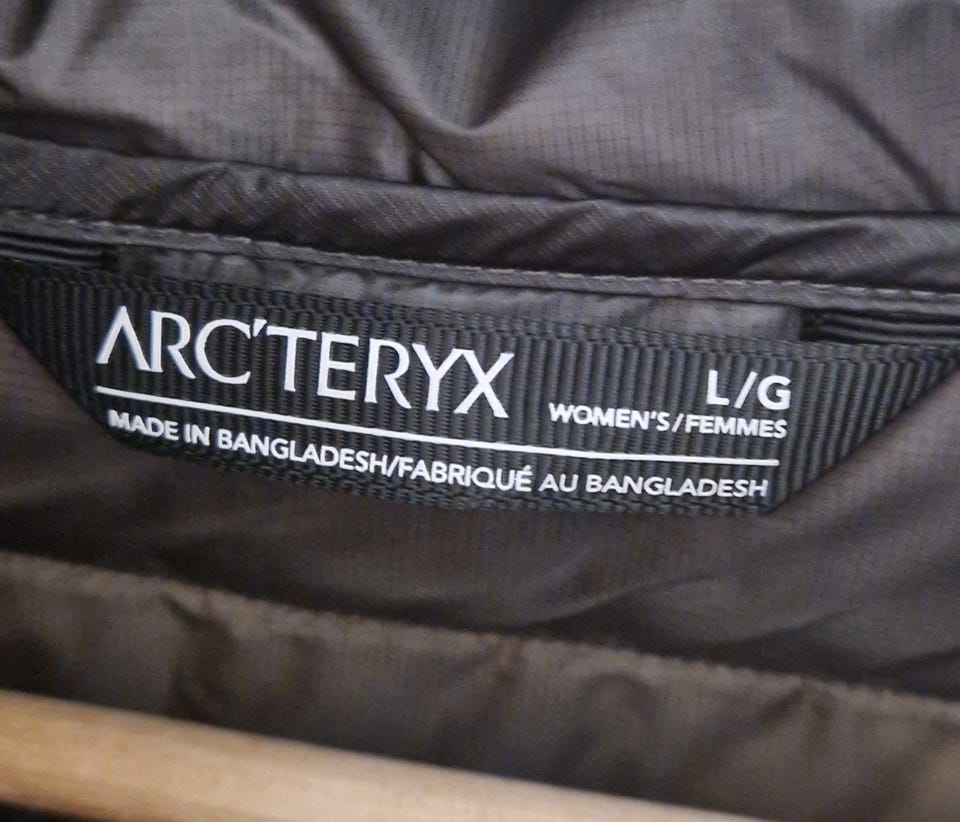 ARC'TERYX
L/G
WOMEN'S/FEMMES
MADE IN BANGLADESH/FABRIQUÉ AU BANGLADESH